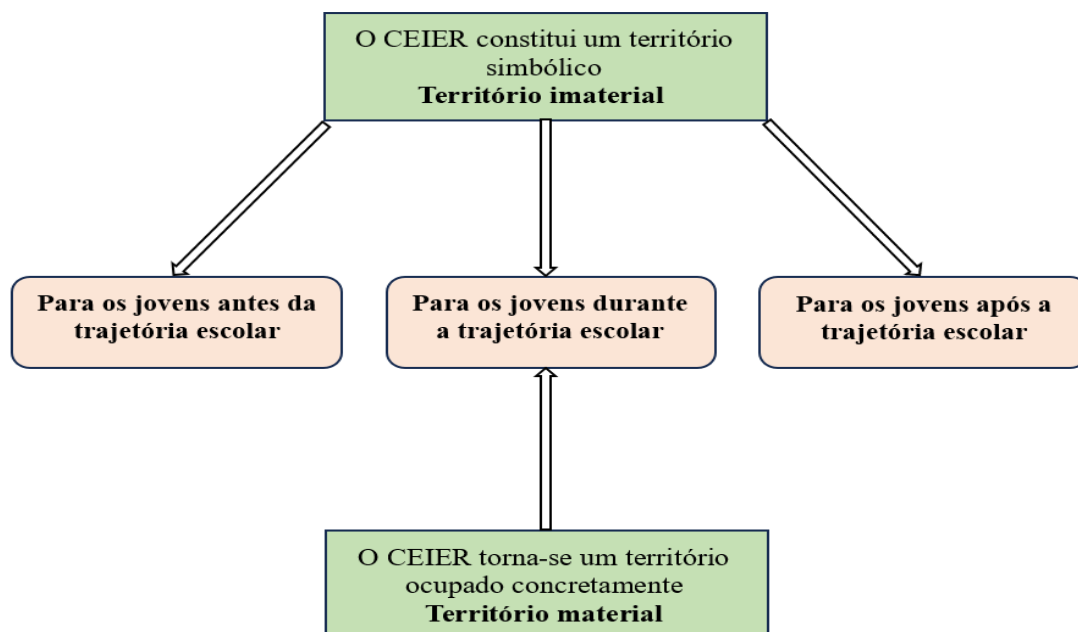 O CEIER constitui um território
simbólico
Território imaterial
Para os jovens antes da
trajetória escolar
Para os jovens durante
a trajetória escolar
Para os jovens após a
trajetória escolar
O CEIER torna-se um território
ocupado concretamente
Território material